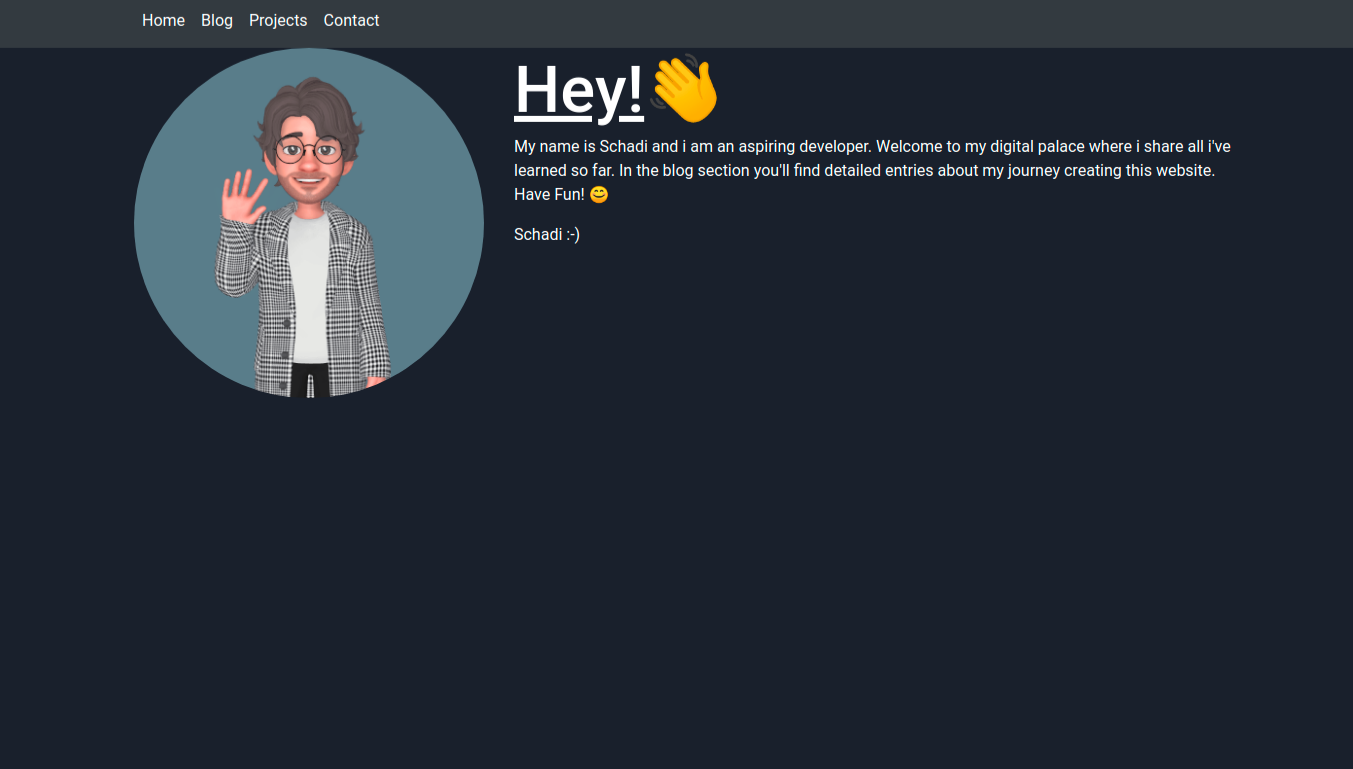 Home Blog Projects Contact
Hey!👋
My name is Schadi and i am an aspiring developer. Welcome to my digital palace where i share all i've
learned so far. In the blog section you'll find detailed entries about my journey creating this website.
Have Fun! 😊
Schadi :-)